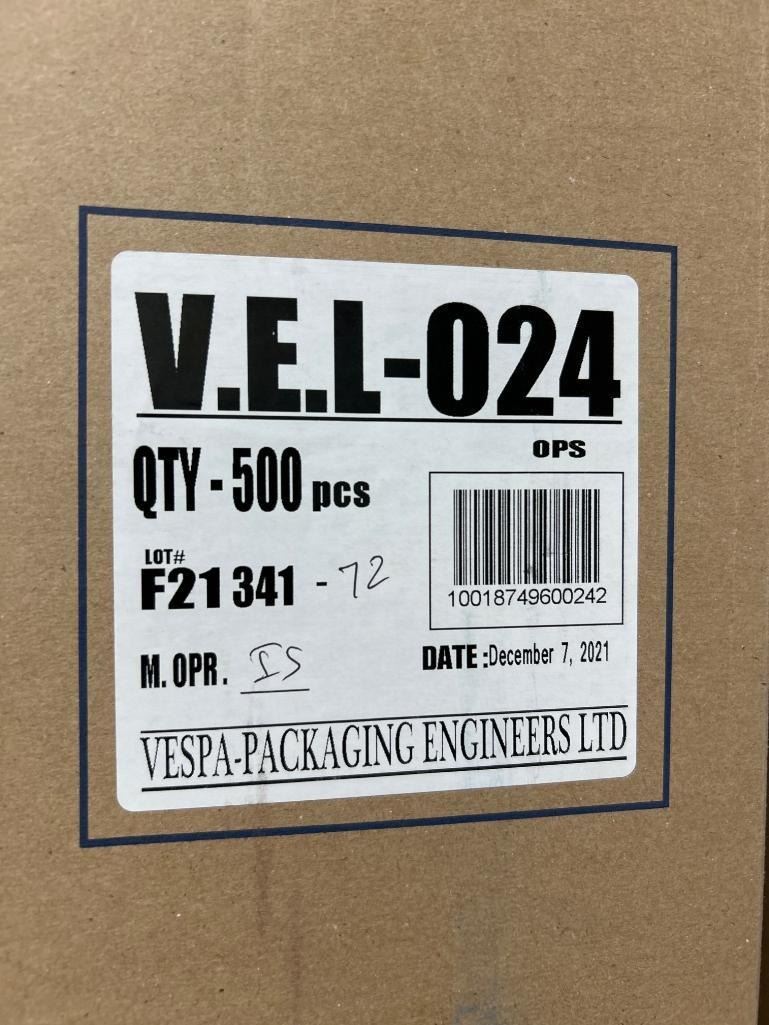 V.E.L-024
OPS
QTY - 500 pcs
LOT#
F21 341 - 72
10018749600242
M. OPR. IS
DATE :December 7, 2021
VESPA-PACKAGING ENGINEERS LTD